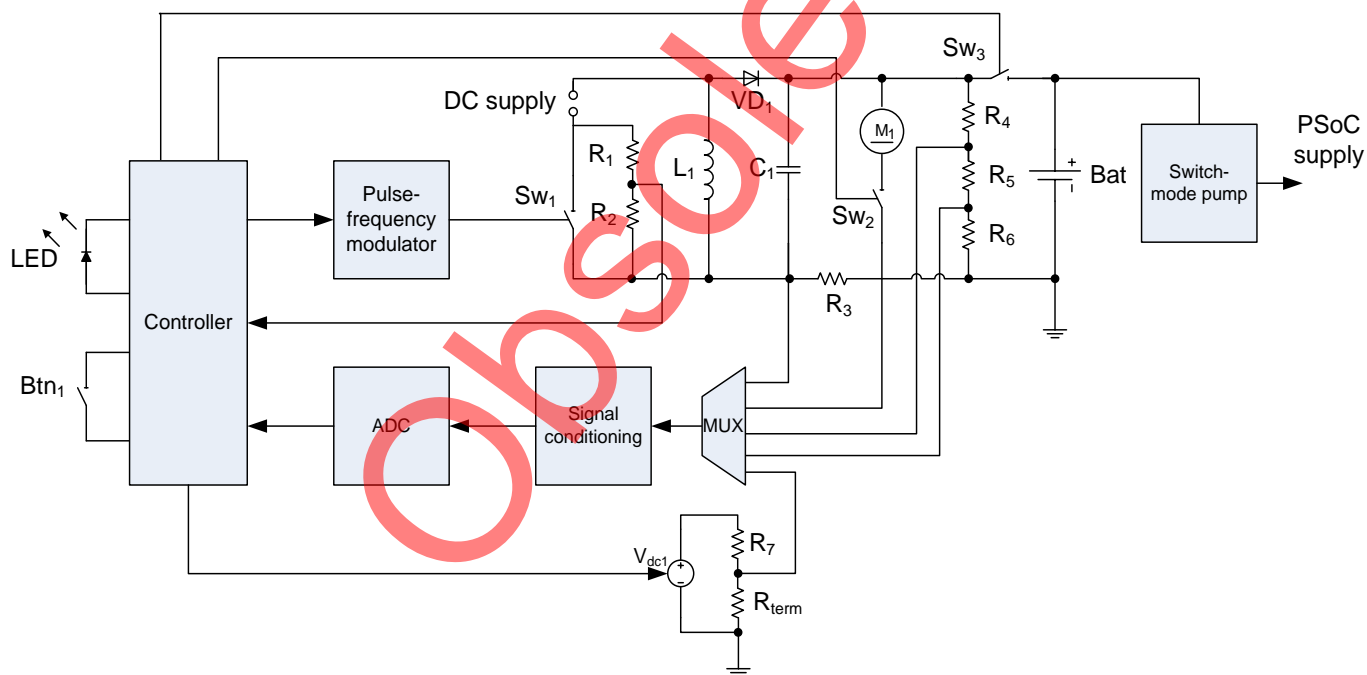 Sw3
DC supply
VD1
R4
PSoC
supply
M1
R1
L1
C1
R5
Bat
Switch-
mode pump
Pulse-
frequency
modulator
Sw1
R2
Sw2
R6
LED
R3
Controller
Btn1
ADC
Signal
conditioning
MUX
Vdc1
R7
Rterm
+
−
+
Obsole